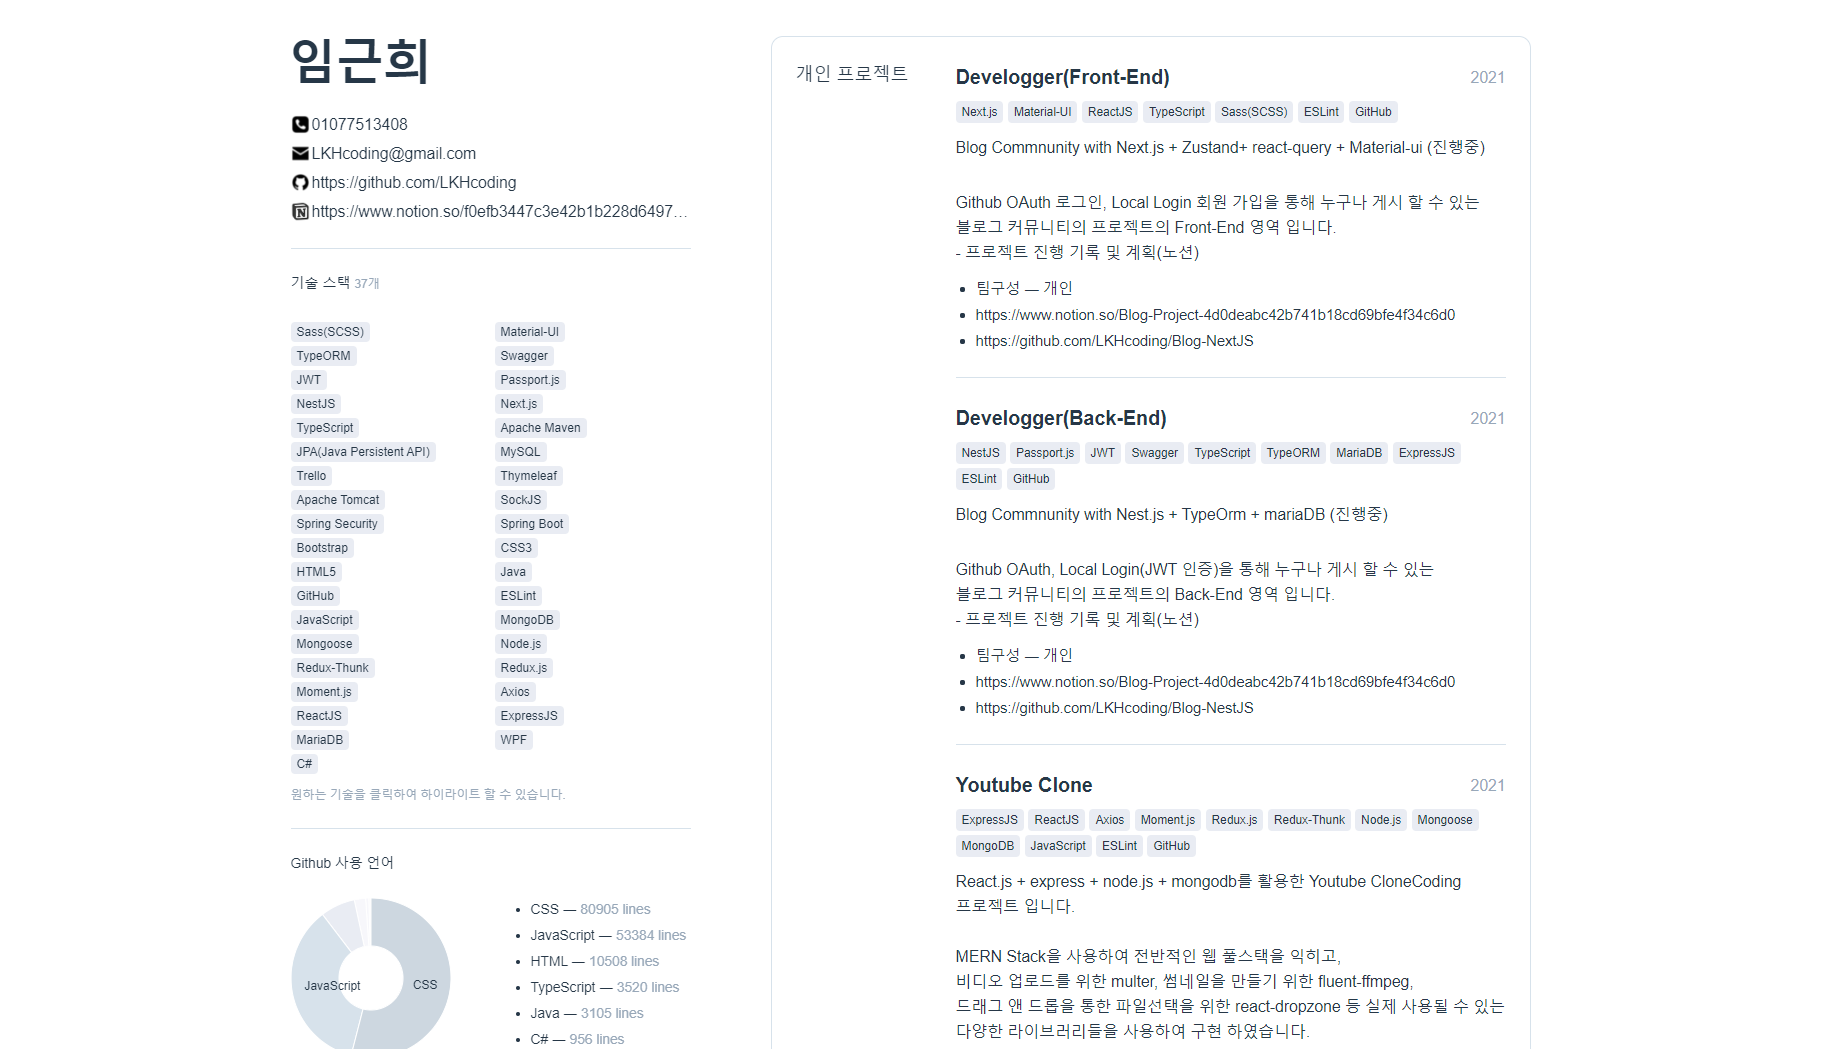 임근희
01077513408
LKHcoding@gmail.com
https://github.com/LKHcoding
https://www.notion.so/f0efb3447c3e42b1b228d6497...
기술 스택 37개
Sass(SCSS) Material-UI
TypeORM Swagger
JWT Passport.js
NestJS Next.js
TypeScript Apache Maven
JPA(Java Persistent API) MySQL
Trello Thymeleaf
Apache Tomcat SockJS
Spring Security Spring Boot
Bootstrap CSS3
HTML5 Java
GitHub ESLint
JavaScript MongoDB
Mongoose Node.js
Redux-Thunk Redux.js
Moment.js Axios
ReactJS ExpressJS
MariaDB WPF
C#
원하는 기술을 클릭하여 하이라이트 할 수 있습니다.
Github 사용 언어
JavaScript
CSS
CSS — 80905 lines
JavaScript — 53384 lines
HTML — 10508 lines
TypeScript — 3520 lines
Java — 3105 lines
C# — 956 lines
개인 프로젝트
Develogger(Front-End) 2021
Next.js Material-UI ReactJS TypeScript Sass(SCSS) ESLint GitHub
Blog Commnunity with Next.js + Zustand+ react-query + Material-ui (진행중)
Github OAuth 로그인, Local Login 회원 가입을 통해 누구나 게시 할 수 있는
블로그 커뮤니티의 프로젝트의 Front-End 영역 입니다.
- 프로젝트 진행 기록 및 계획(노션)
팀구성 — 개인
https://www.notion.so/Blog-Project-4d0deabc42b741b18cd69bfe4f34c6d0
https://github.com/LKHcoding/Blog-NextJS
Develogger(Back-End) 2021
NestJS Passport.js JWT Swagger TypeScript TypeORM MariaDB ExpressJS
ESLint GitHub
Blog Commnunity with Nest.js + TypeOrm + mariaDB (진행중)
Github OAuth, Local Login(JWT 인증)을 통해 누구나 게시 할 수 있는
블로그 커뮤니티의 프로젝트의 Back-End 영역 입니다.
- 프로젝트 진행 기록 및 계획(노션)
팀구성 — 개인
https://www.notion.so/Blog-Project-4d0deabc42b741b18cd69bfe4f34c6d0
https://github.com/LKHcoding/Blog-NestJS
Youtube Clone 2021
ExpressJS ReactJS Axios Moment.js Redux.js Redux-Thunk Node.js Mongoose
MongoDB JavaScript ESLint GitHub
React.js + express + node.js + mongodb를 활용한 Youtube CloneCoding
프로젝트 입니다.
MERN Stack을 사용하여 전반적인 웹 풀스택을 익히고,
비디오 업로드를 위한 multer, 썸네일을 만들기 위한 fluent-ffmpeg,
드래그 앤 드롭을 통한 파일선택을 위한 react-dropzone 등 실제 사용될 수 있는
다양한 라이브러리들을 사용하여 구현 하였습니다.